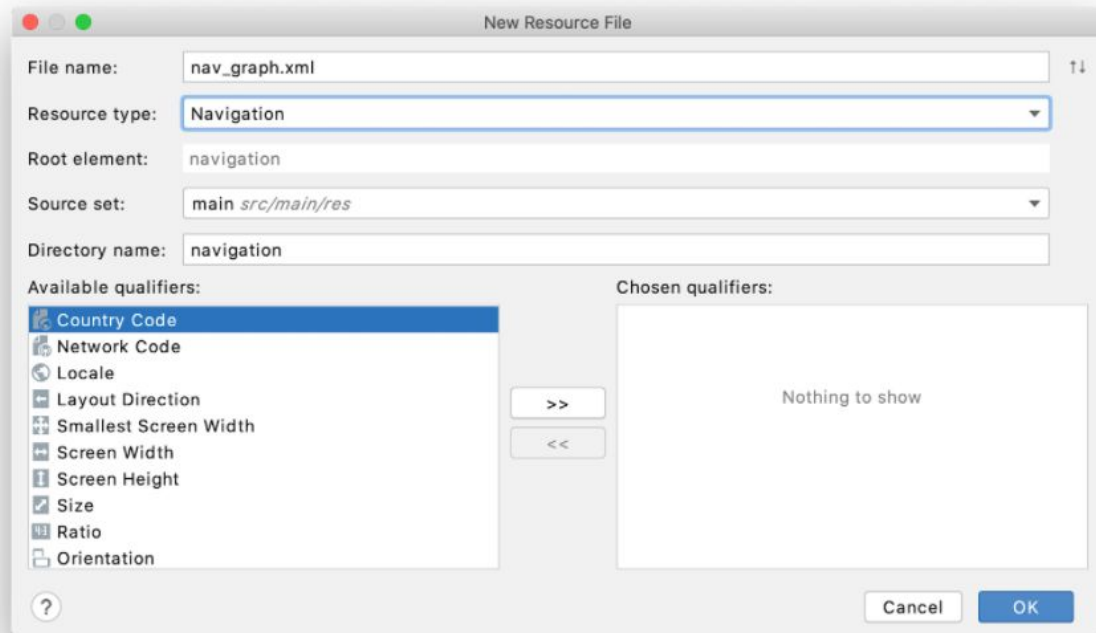 New Resource File
File name: nav_graph.xml
Resource type: Navigation
Root element: navigation
Source set: main src/main/res
Directory name: navigation
Available qualifiers: Chosen qualifiers:
Country Code
Network Code
Locale
Layout Direction
Smallest Screen Width
Screen Width
Screen Height
Size
Ratio
Orientation
>>
<<
Nothing to show
?
Cancel OK